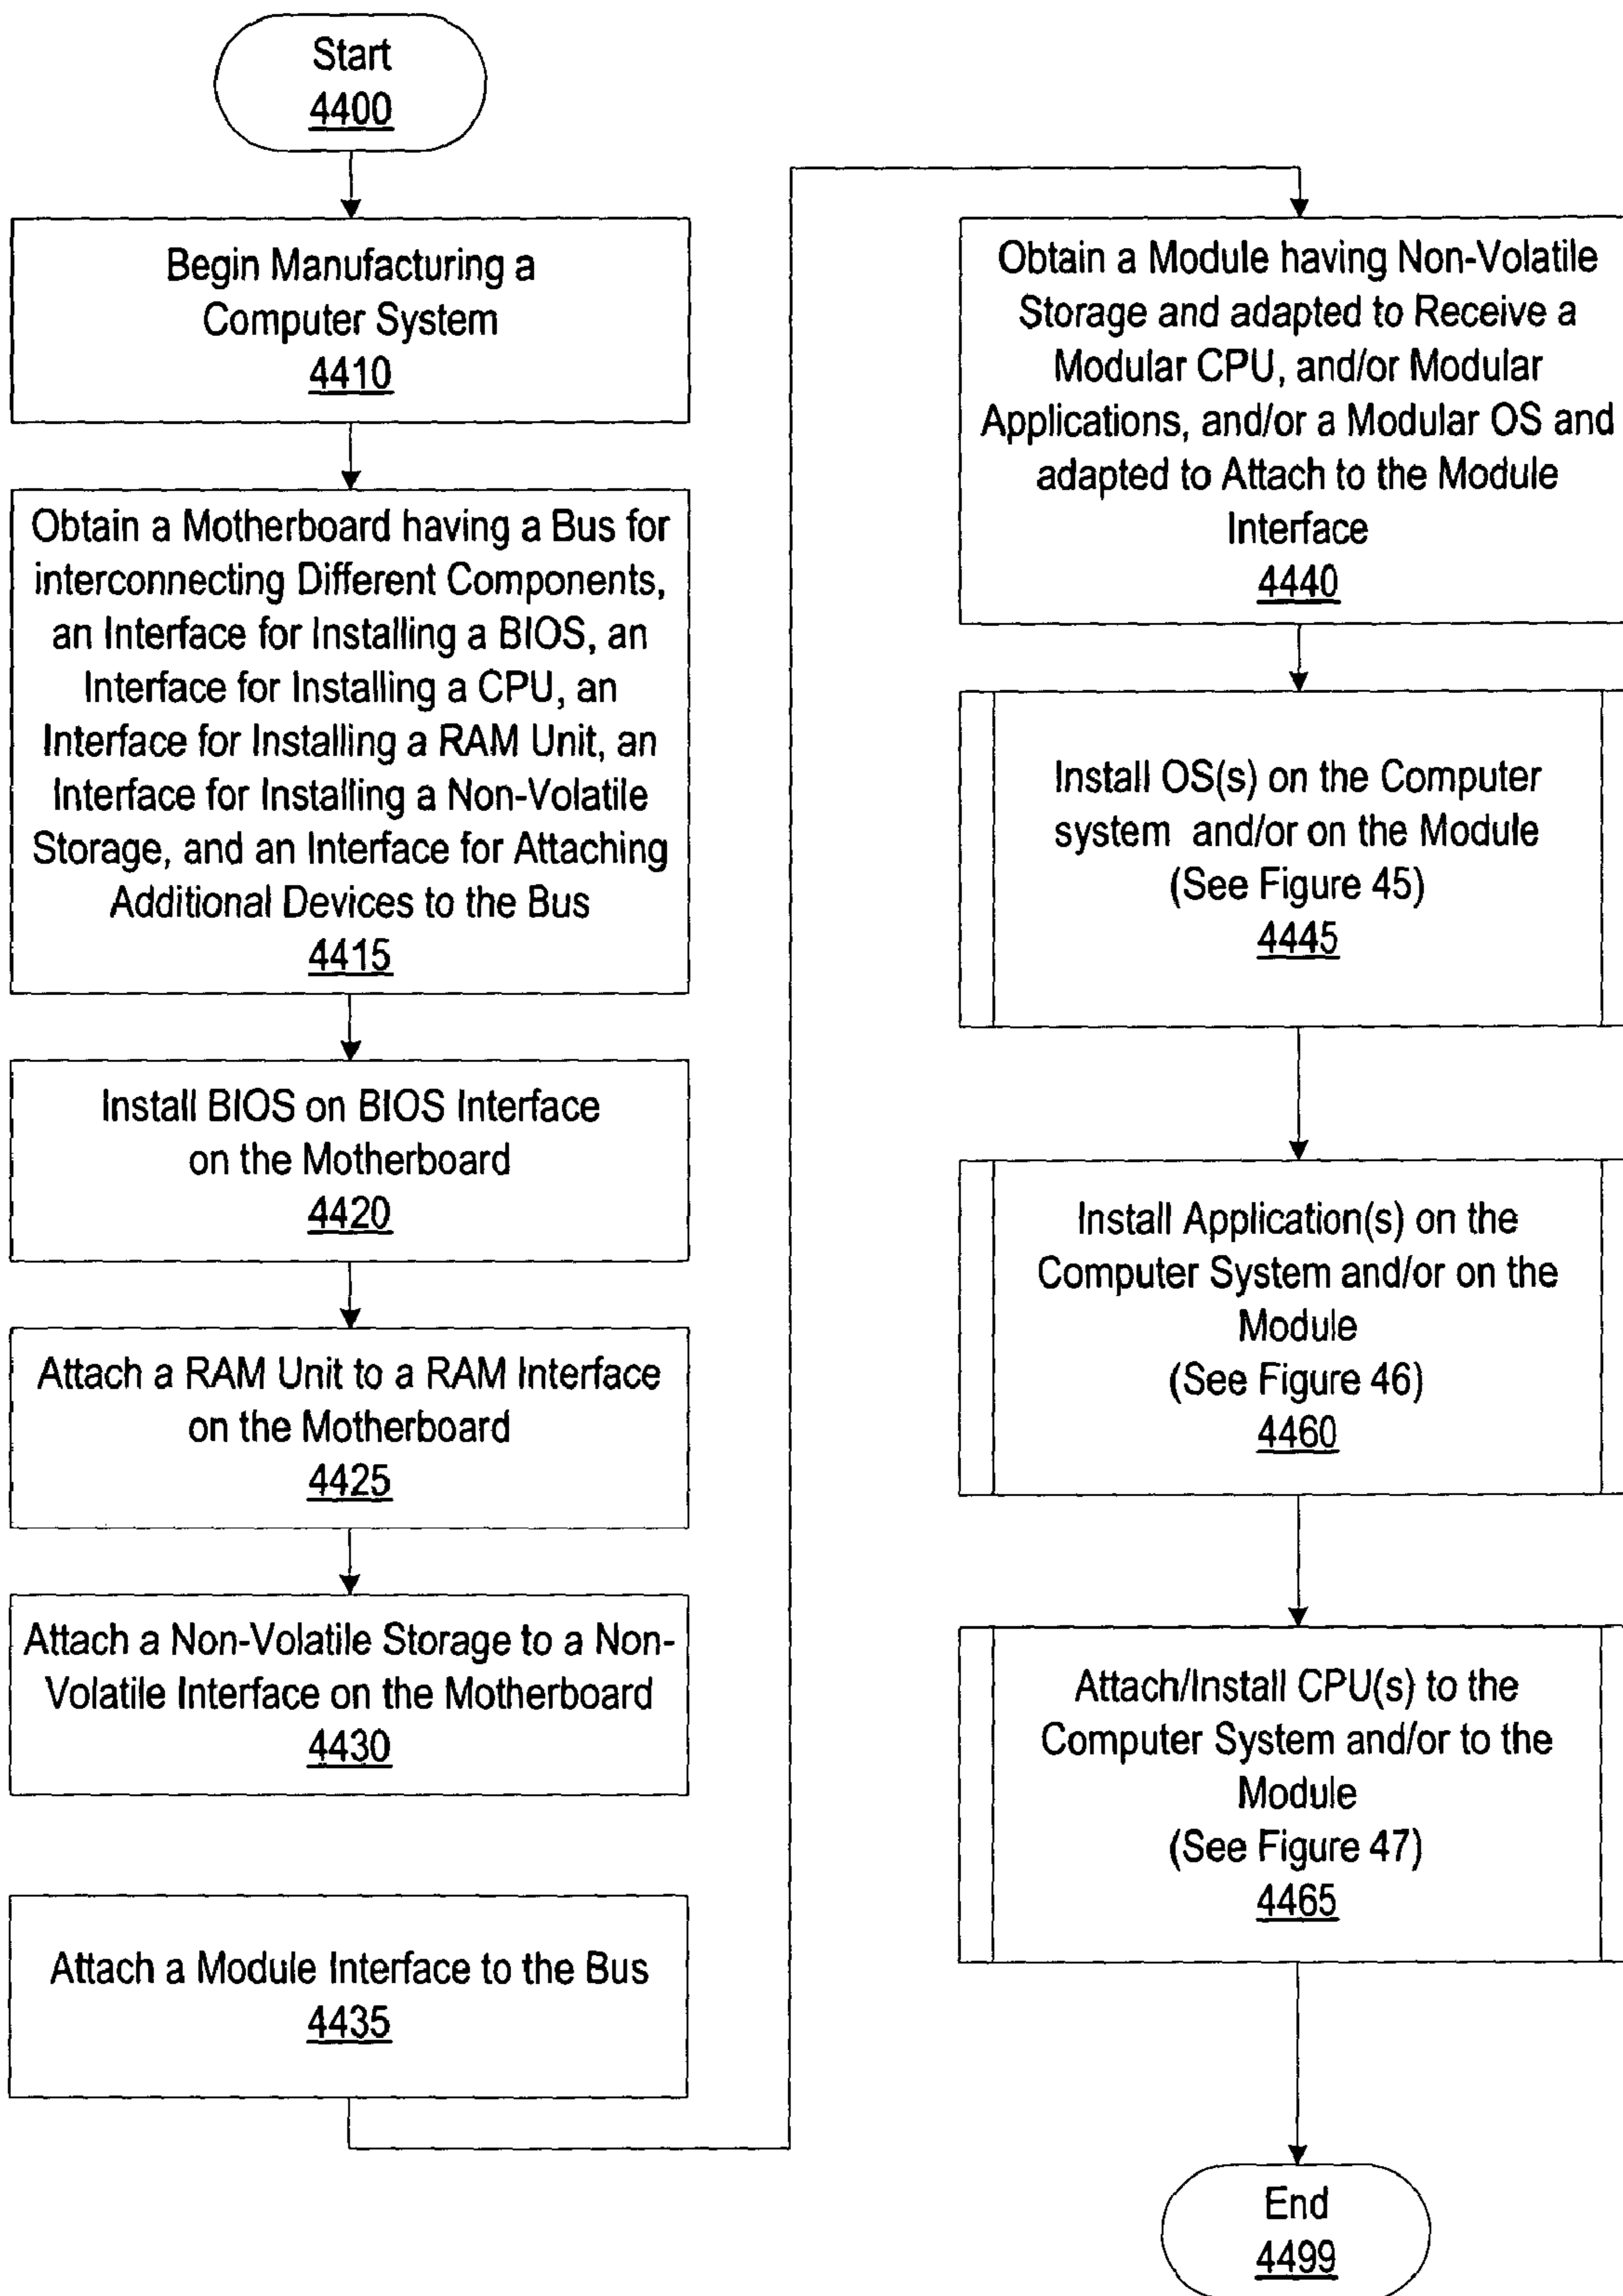 Start
4400
Begin Manufacturing a
Computer System
4410
Obtain a Motherboard having a Bus for
interconnecting Different Components,
an Interface for Installing a BIOS, an
Interface for Installing a CPU, an
Interface for Installing a RAM Unit, an
Interface for Installing a Non-Volatile
Storage, and an Interface for Attaching
Additional Devices to the Bus
4415
Install BIOS on BIOS Interface
on the Motherboard
4420
Attach a RAM Unit to a RAM Interface
on the Motherboard
4425
Attach a Non-Volatile Storage to a Non-
Volatile Interface on the Motherboard
4430
Attach a Module Interface to the Bus
4435
Obtain a Module having Non-Volatile
Storage and adapted to Receive a
Modular CPU, and/or Modular
Applications, and/or a Modular OS and
adapted to Attach to the Module
Interface
4440
Install OS(s) on the Computer
system and/or on the Module
(See Figure 45)
4445
Install Application(s) on the
Computer System and/or on the
Module
(See Figure 46)
4460
Attach/Install CPU(s) to the
Computer System and/or to the
Module
(See Figure 47)
4465
End
4499